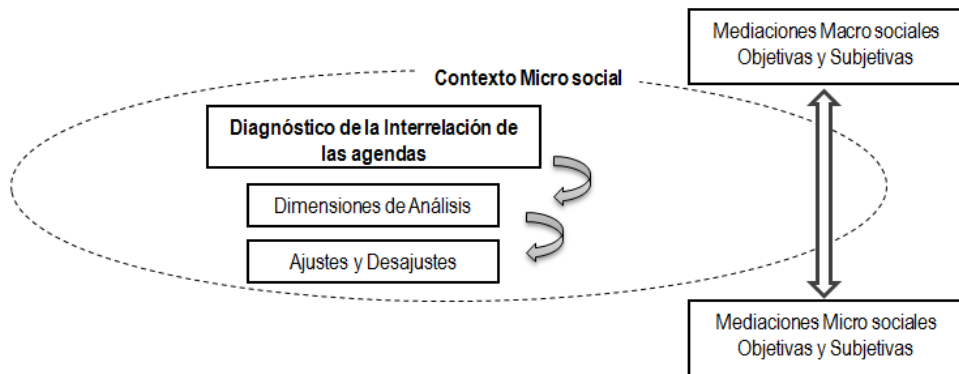 Mediaciones Macro sociales
Objetivas y Subjetivas
Contexto Micro social
Diagnóstico de la Interrelación de
las agendas
Dimensiones de Análisis
Ajustes y Desajustes
Mediaciones Micro sociales
Objetivas y Subjetivas